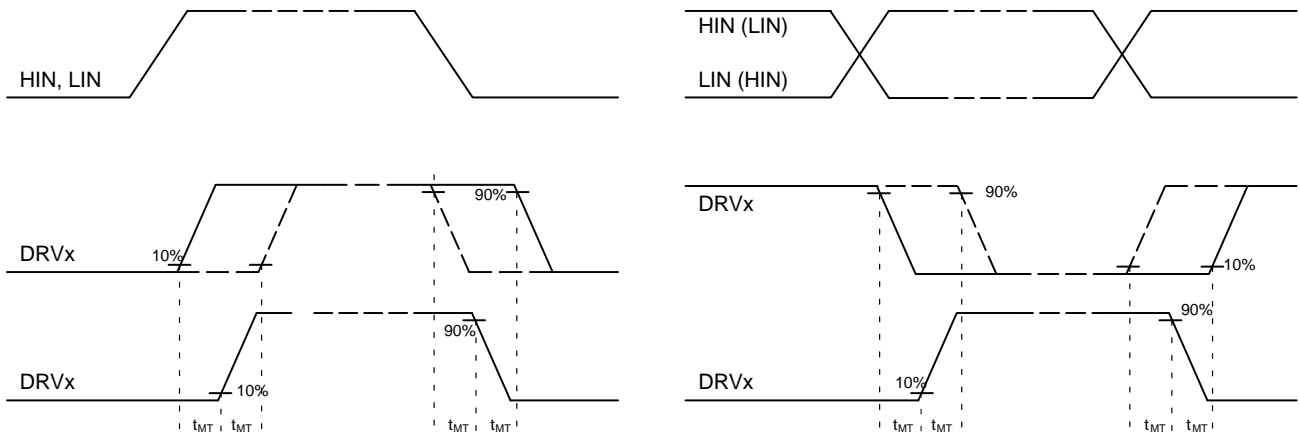 HIN, LIN
DRVx
10%
90%
DRVx
10%
90%
tMT tMT tMT tMT
HIN (LIN)
LIN (HIN)
DRVx
90%
10%
DRVx
10%
90%
tMT tMT tMT tMT